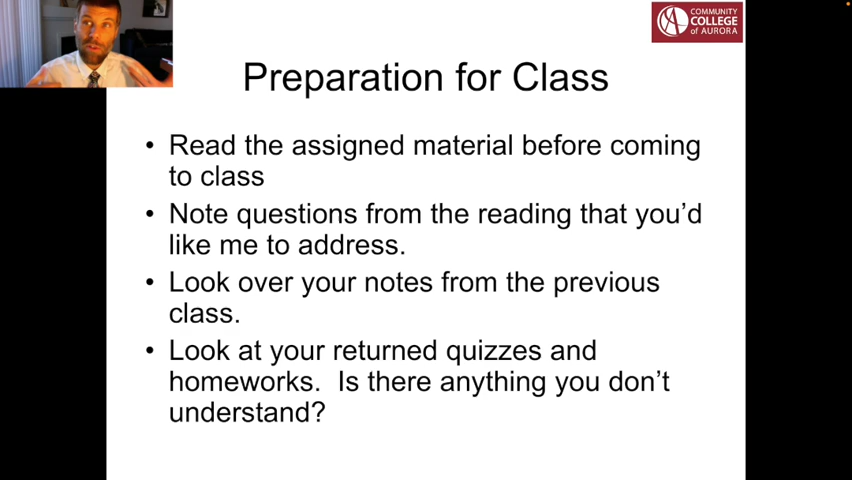 COMMUNITY
COLLEGE
of AURORA
Preparation for Class
• Read the assigned material before coming
to class
• Note questions from the reading that you’d
like me to address.
• Look over your notes from the previous
class.
• Look at your returned quizzes and
homeworks.  Is there anything you don’t
understand?